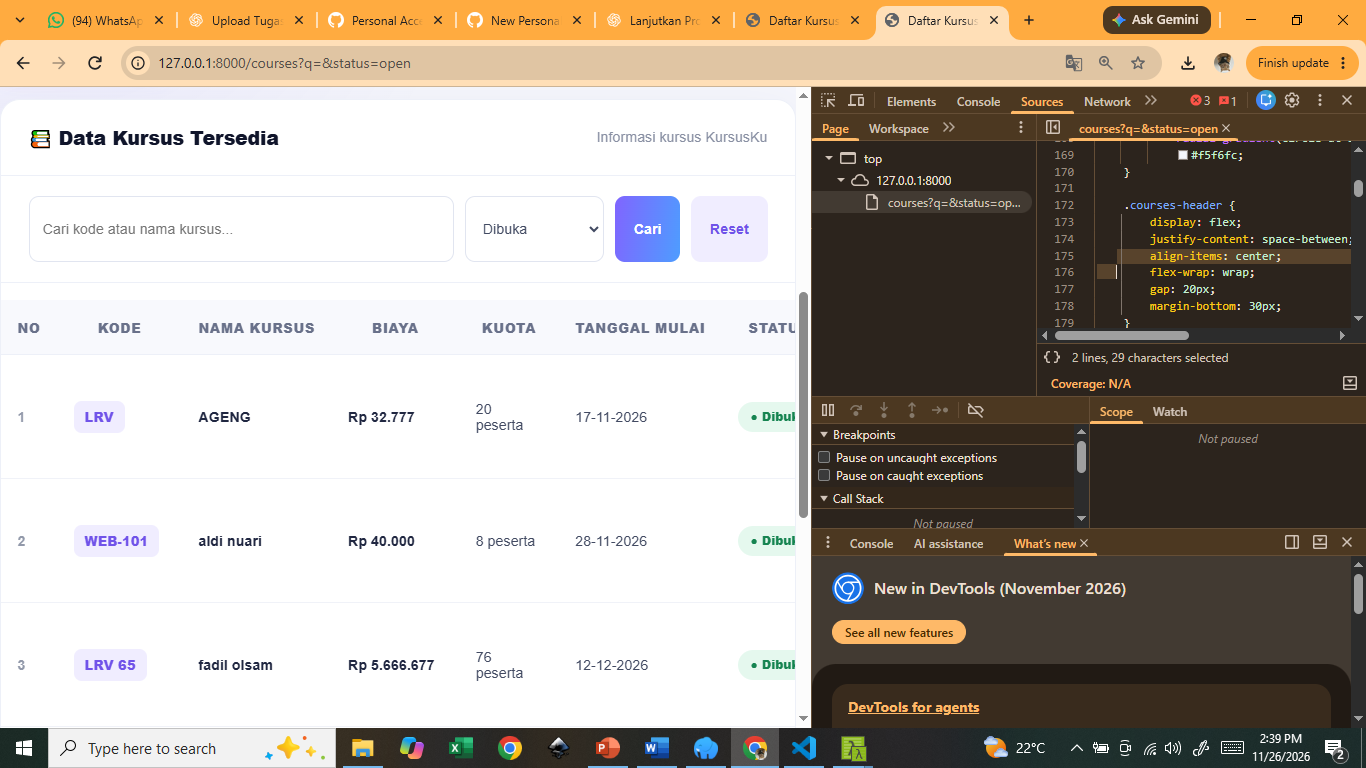 (94) WhatsAp
Upload Tugas
Personal Acce
New Persona
Lanjutkan Pro
Daftar Kursus
Daftar Kursus
Ask Gemini
127.0.0.1:8000/courses?q=&status=open
Finish update
Data Kursus Tersedia
Informasi kursus KursusKu
Cari kode atau nama kursus...
Dibuka
Cari
Reset
NO KODE NAMA KURSUS BIAYA KUOTA TANGGAL MULAI STATU
1 LRV AGENG Rp 32.777 20 peserta 17-11-2026 ● Dibuk
2 WEB-101 aldi nuari Rp 40.000 8 peserta 28-11-2026 ● Dibuk
3 LRV 65 fadil olsam Rp 5.666.677 76 peserta 12-12-2026 ● Dibuk
Elements Console Sources Network 3 1
Page Workspace
top
127.0.0.1:8000
courses?q=&status=op...
courses?q=&status=open
169 #f5f6fc;
170 }
171
172 .courses-header {
173 display: flex;
174 justify-content: space-between;
175 align-items: center;
176 flex-wrap: wrap;
177 gap: 20px;
178 margin-bottom: 30px;
179 }
{} 2 lines, 29 characters selected
Coverage: N/A
Scope Watch
Not paused
Breakpoints
Pause on uncaught exceptions
Pause on caught exceptions
Call Stack
Not paused
Console AI assistance What's new
New in DevTools (November 2026)
See all new features
DevTools for agents
Type here to search
22°C
2:39 PM
11/26/2026
2